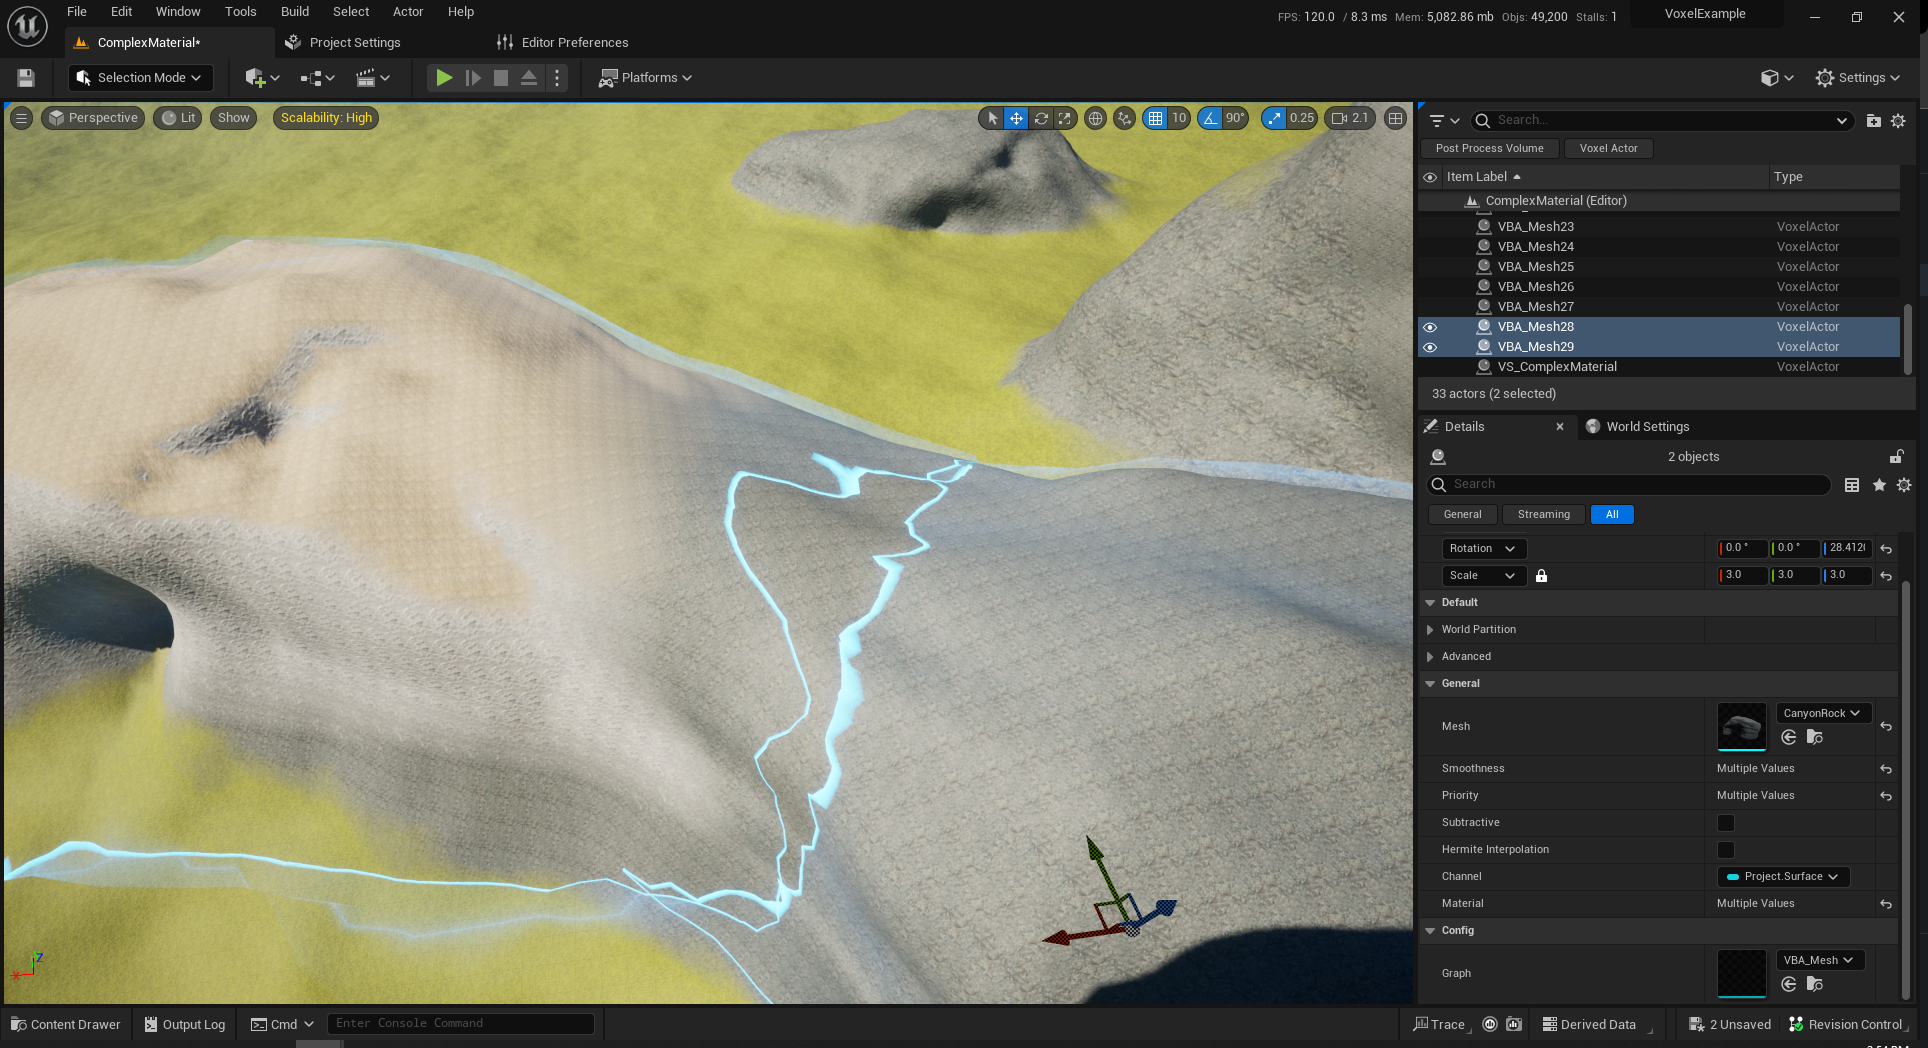 File Edit Window Tools Build Select Actor Help
FPS: 120.0 / 8.3 ms Mem: 5,082.86 mb Objs: 49,200 Stalls: 1
VoxelExample
ComplexMaterial*
Project Settings
Editor Preferences
Selection Mode
Platforms
Settings
Perspective
Lit
Show
Scalability: High
10
90°
0.25
2.1
Search...
Post Process Volume
Voxel Actor
Item Label
Type
ComplexMaterial (Editor)
VBA_Mesh23 VoxelActor
VBA_Mesh24 VoxelActor
VBA_Mesh25 VoxelActor
VBA_Mesh26 VoxelActor
VBA_Mesh27 VoxelActor
VBA_Mesh28 VoxelActor
VBA_Mesh29 VoxelActor
VS_ComplexMaterial VoxelActor
33 actors (2 selected)
Details
World Settings
2 objects
Search
General
Streaming
All
Rotation 0.0 ° 0.0 ° 28.412
Scale 3.0 3.0 3.0
Default
World Partition
Advanced
General
Mesh CanyonRock
Smoothness Multiple Values
Priority Multiple Values
Subtractive
Hermite Interpolation
Channel Project.Surface
Material Multiple Values
Config
Graph VBA_Mesh
Z
X
Content Drawer
Output Log
Cmd
Enter Console Command
Trace
Derived Data
2 Unsaved
Revision Control